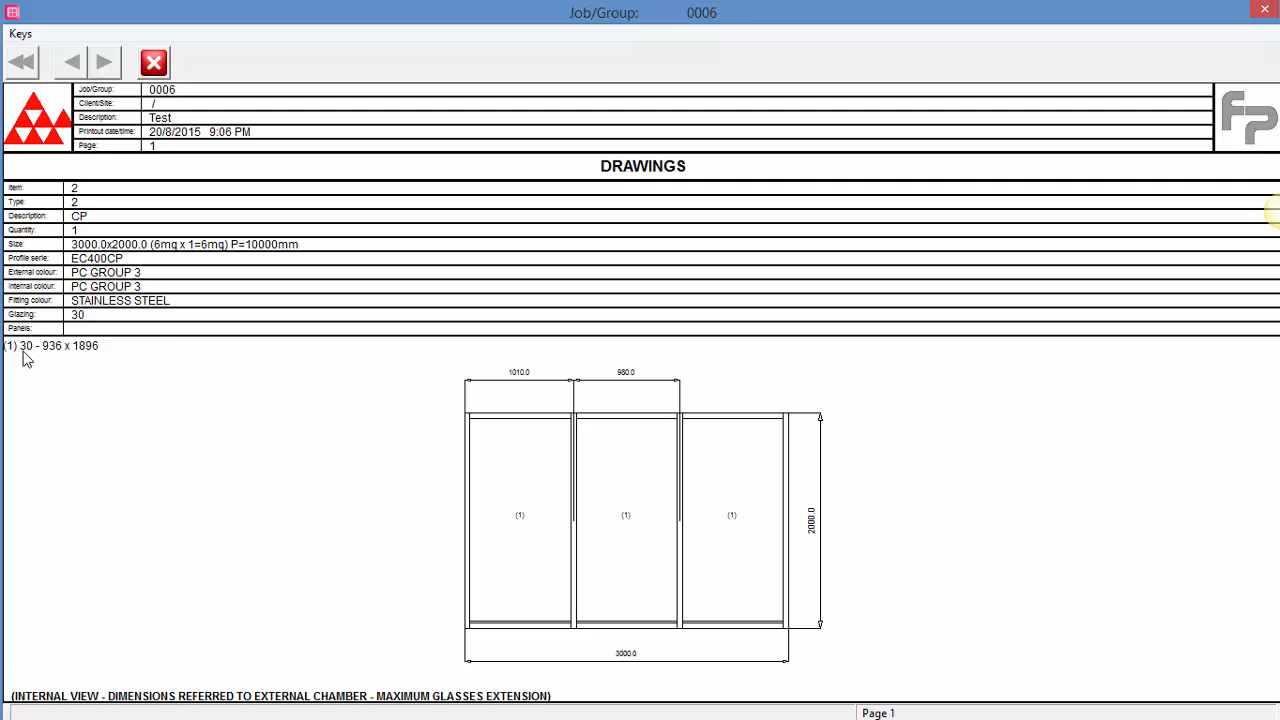 Job/Group: 0006
Keys
Job/Group: 0006
Client/Site: /
Description: Test
Printout date/time: 20/8/2015 9:06 PM
Page: 1
FP
DRAWINGS
Item: 2
Type: 2
Description: CP
Quantity: 1
Size: 3000.0x2000.0 (6mq x 1=6mq) P=10000mm
Profile serie: EC400CP
External colour: PC GROUP 3
Internal colour: PC GROUP 3
Fitting colour: STAINLESS STEEL
Glazing: 30
Panels:
(1) 30 - 936 x 1896
1010.0 980.0
(1) (1) (1)
2000.0
3000.0
(INTERNAL VIEW - DIMENSIONS REFERRED TO EXTERNAL CHAMBER - MAXIMUM GLASSES EXTENSION)
Page 1